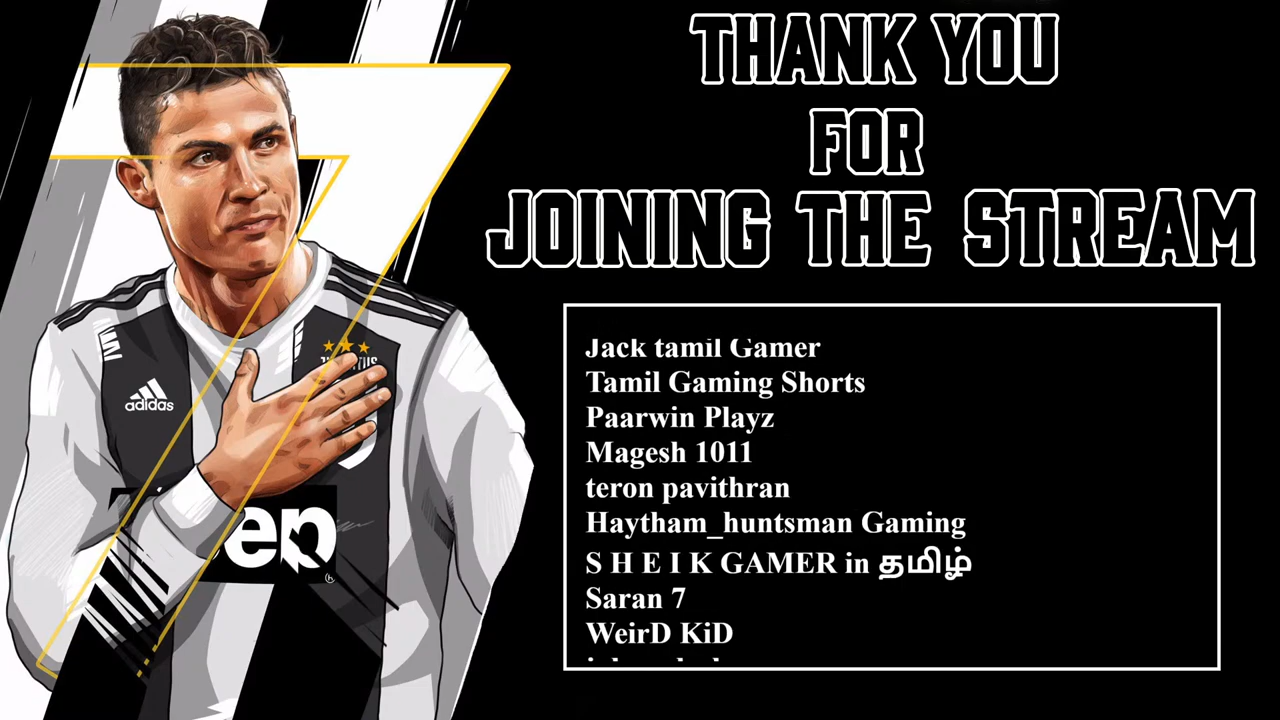 THANK YOU
FOR
JOINING THE STREAM
Jack tamil Gamer
Tamil Gaming Shorts
Paarwin Playz
Magesh 1011
teron pavithran
Haytham_huntsman Gaming
S H E I K GAMER in தமிழ்
Saran 7
WeirD KiD
7
adidas